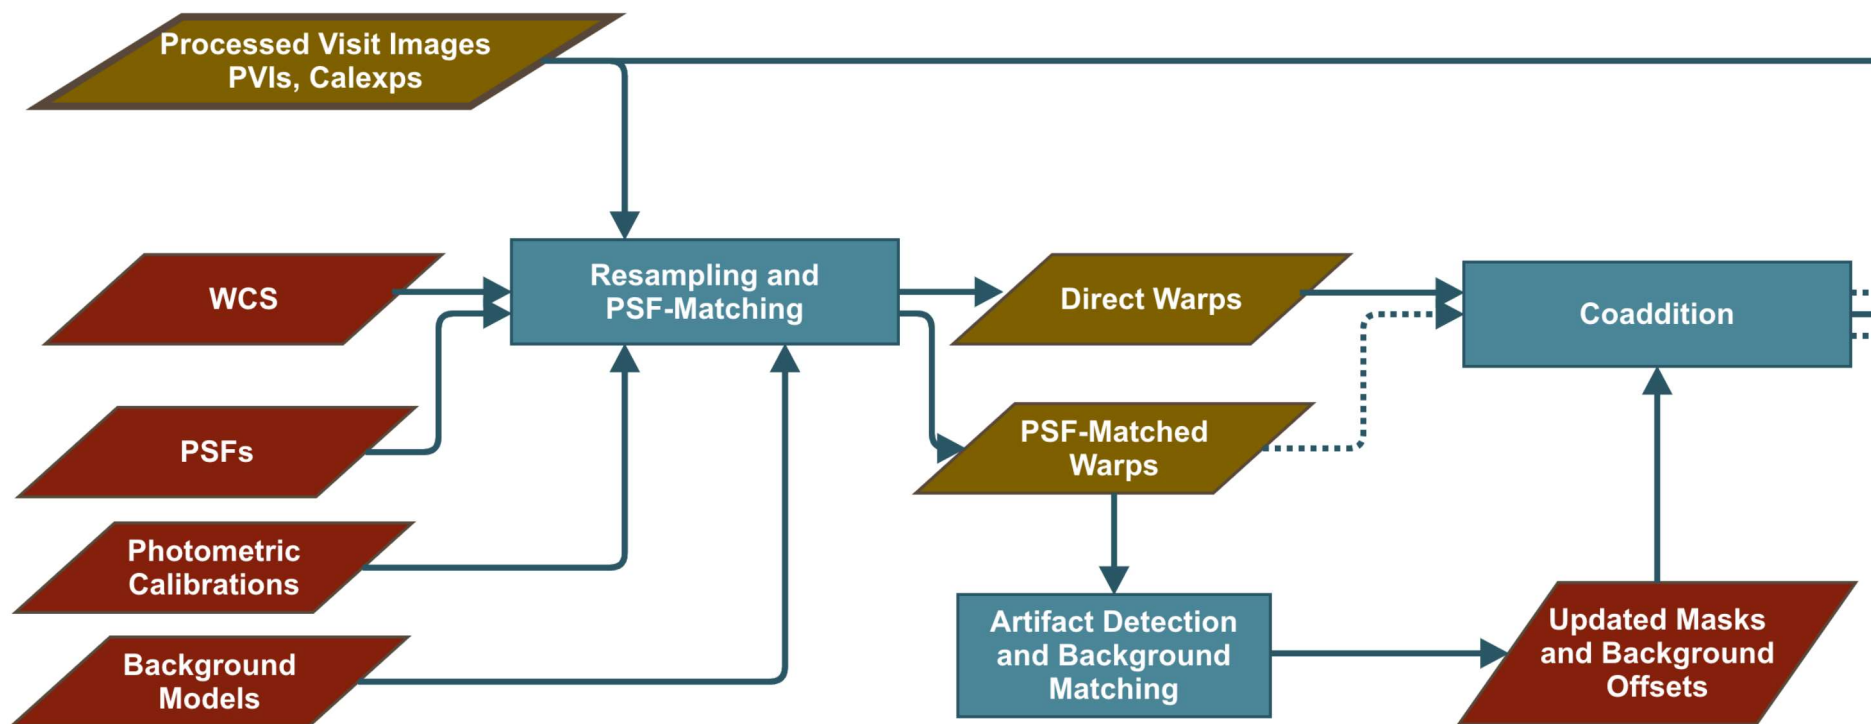 Processed Visit Images
PVIs, Calexps
WCS
Resampling and
PSF-Matching
Direct Warps
Coaddition
PSFs
PSF-Matched
Warps
Photometric
Calibrations
Artifact Detection
and Background
Matching
Updated Masks
and Background
Offsets
Background
Models